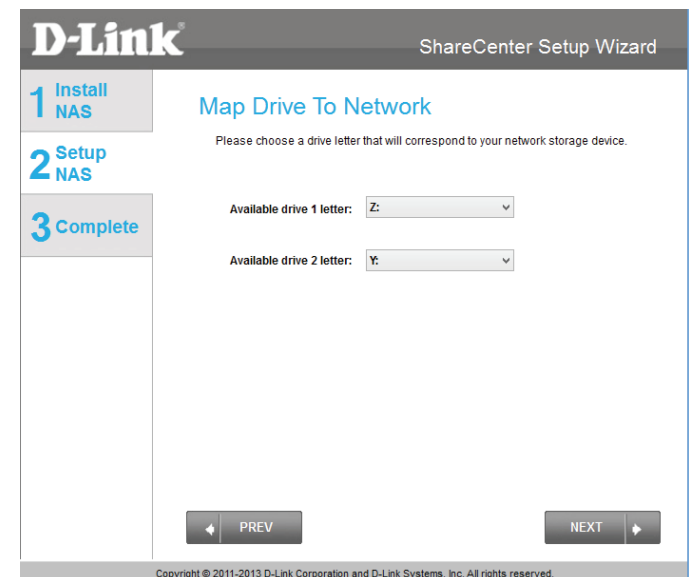 D-Link
ShareCenter Setup Wizard
1 Install
NAS
2 Setup
NAS
3 Complete
Map Drive To Network
Please choose a drive letter that will correspond to your network storage device.
Available drive 1 letter: Z:
Available drive 2 letter: Y:
PREV
NEXT
Copyright © 2011-2013 D-Link Corporation and D-Link Systems, Inc. All rights reserved.